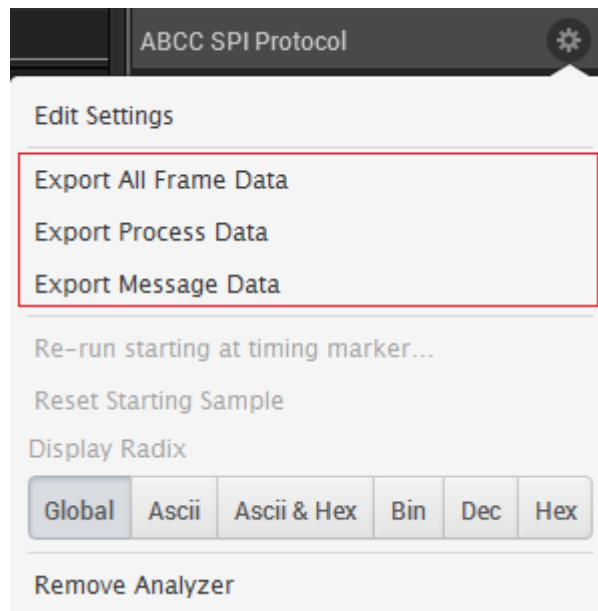 ABCC SPI Protocol
Edit Settings
Export All Frame Data
Export Process Data
Export Message Data
Re-run starting at timing marker...
Reset Starting Sample
Display Radix
Global Ascii Ascii & Hex Bin Dec Hex
Remove Analyzer